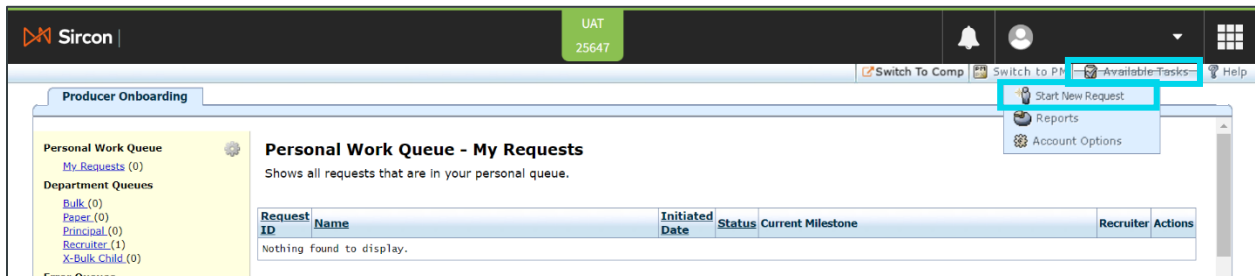 Sircon |
UAT
25647
Switch To Comp
Switch to PM
Available Tasks
Help
Producer Onboarding
Start New Request
Reports
Account Options
Personal Work Queue
My Requests (0)
Department Queues
Bulk (0)
Paper (0)
Principal (0)
Recruiter (1)
X-Bulk Child (0)
Error Queues
Personal Work Queue - My Requests
Shows all requests that are in your personal queue.
Request ID Name Initiated Date Status Current Milestone Recruiter Actions
Nothing found to display.